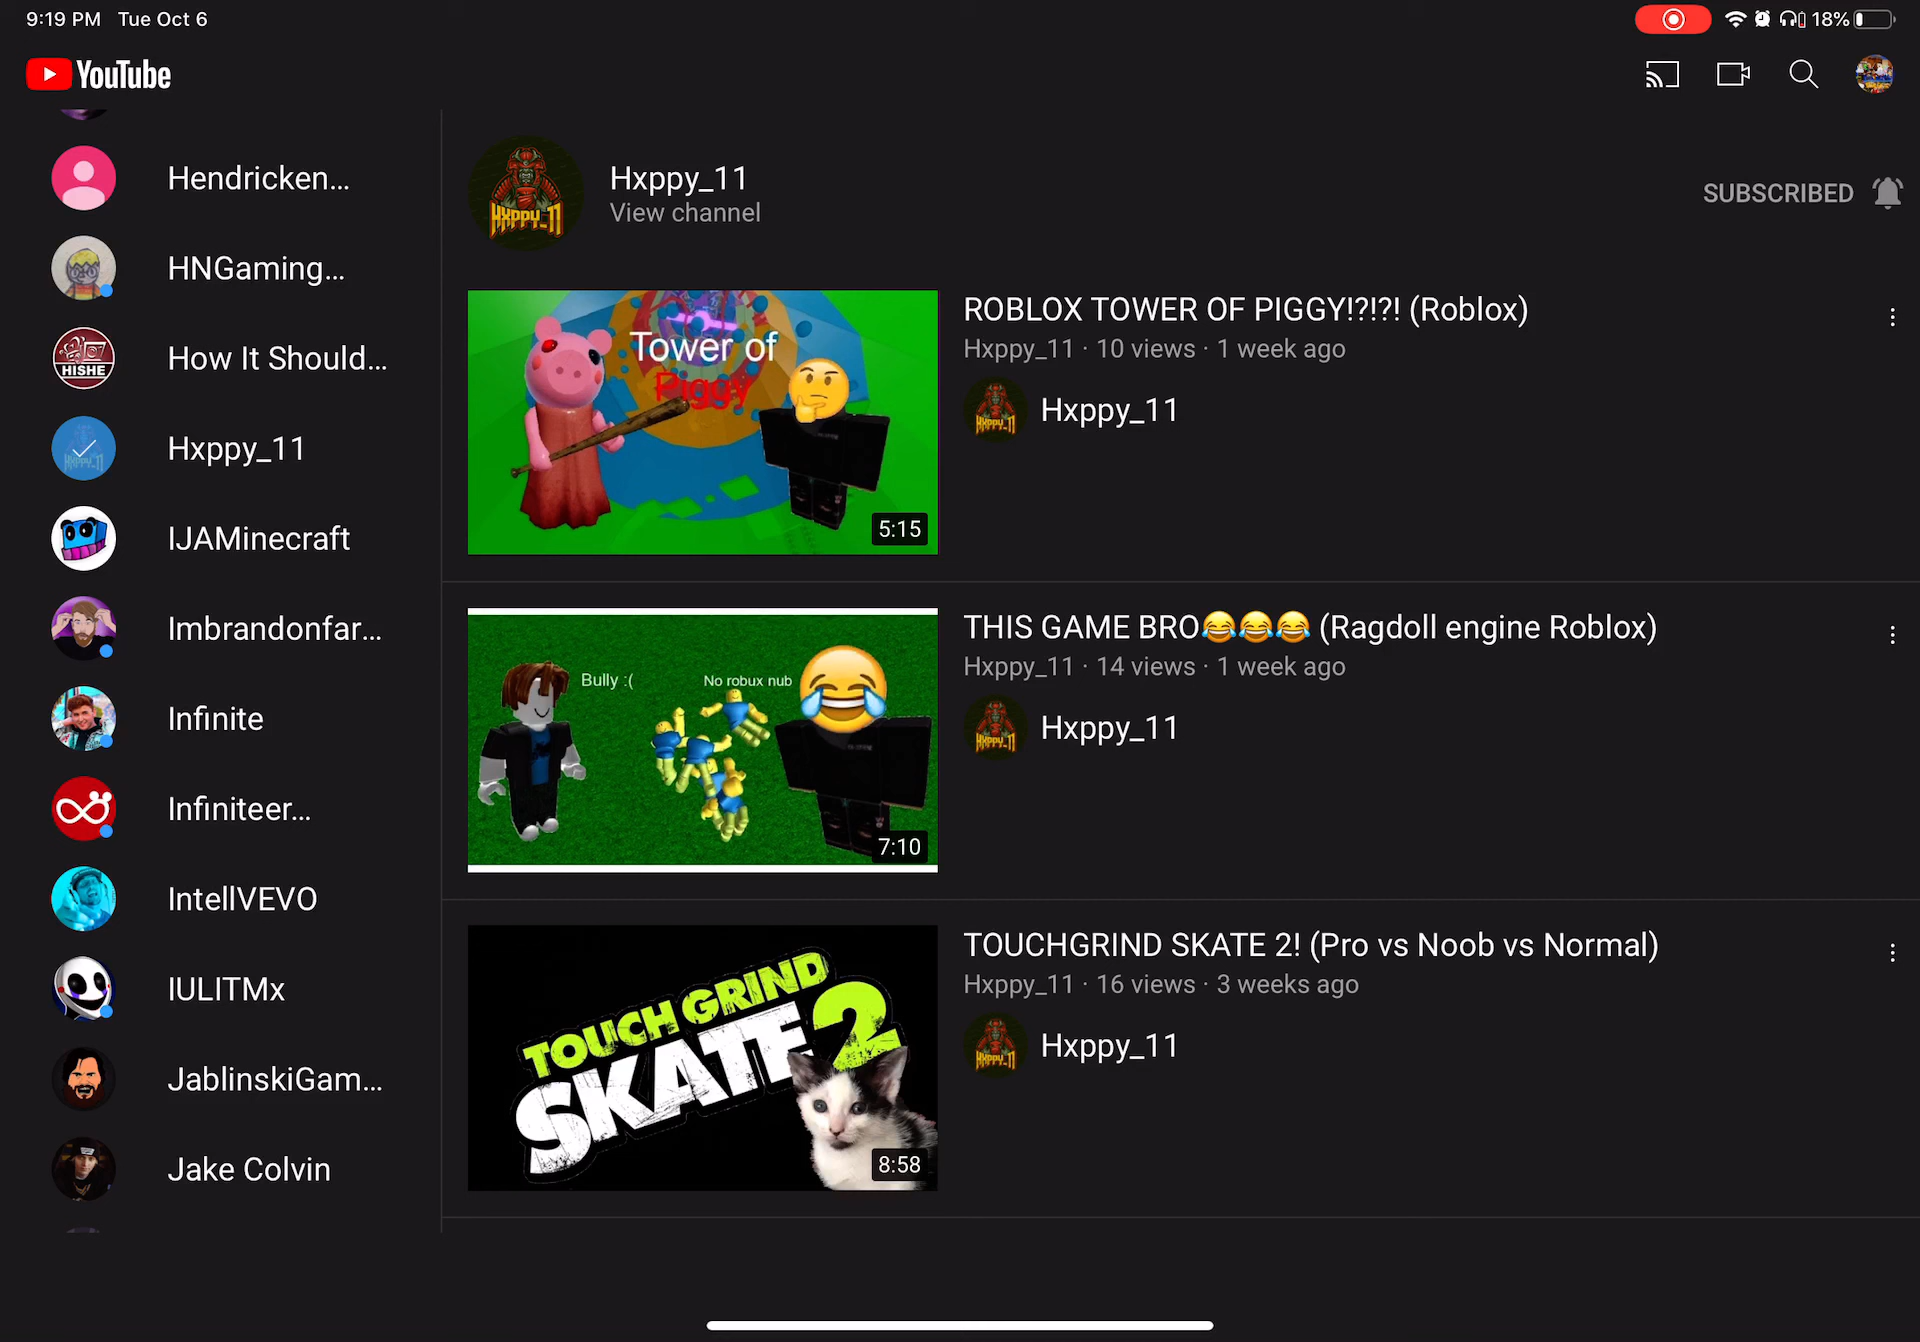 9:19 PM Tue Oct 6
18%
YouTube
Hendricken...
HNGaming...
HISHE
How It Should...
Hxppy_11
IJAMinecraft
Imbrandonfar...
Infinite
Infiniteer...
IntellVEVO
IULITMx
JablinskiGam...
Jake Colvin
HXPPY_11
Hxppy_11
View channel
SUBSCRIBED
Tower of
Piggy
5:15
ROBLOX TOWER OF PIGGY!?!?! (Roblox)
Hxppy_11 · 10 views · 1 week ago
HXPPY_11
Hxppy_11
Bully :(
No robux nub
7:10
THIS GAME BRO😂😂😂 (Ragdoll engine Roblox)
Hxppy_11 · 14 views · 1 week ago
HXPPY_11
Hxppy_11
TOUCH GRIND
SKATE 2
8:58
TOUCHGRIND SKATE 2! (Pro vs Noob vs Normal)
Hxppy_11 · 16 views · 3 weeks ago
HXPPY_11
Hxppy_11